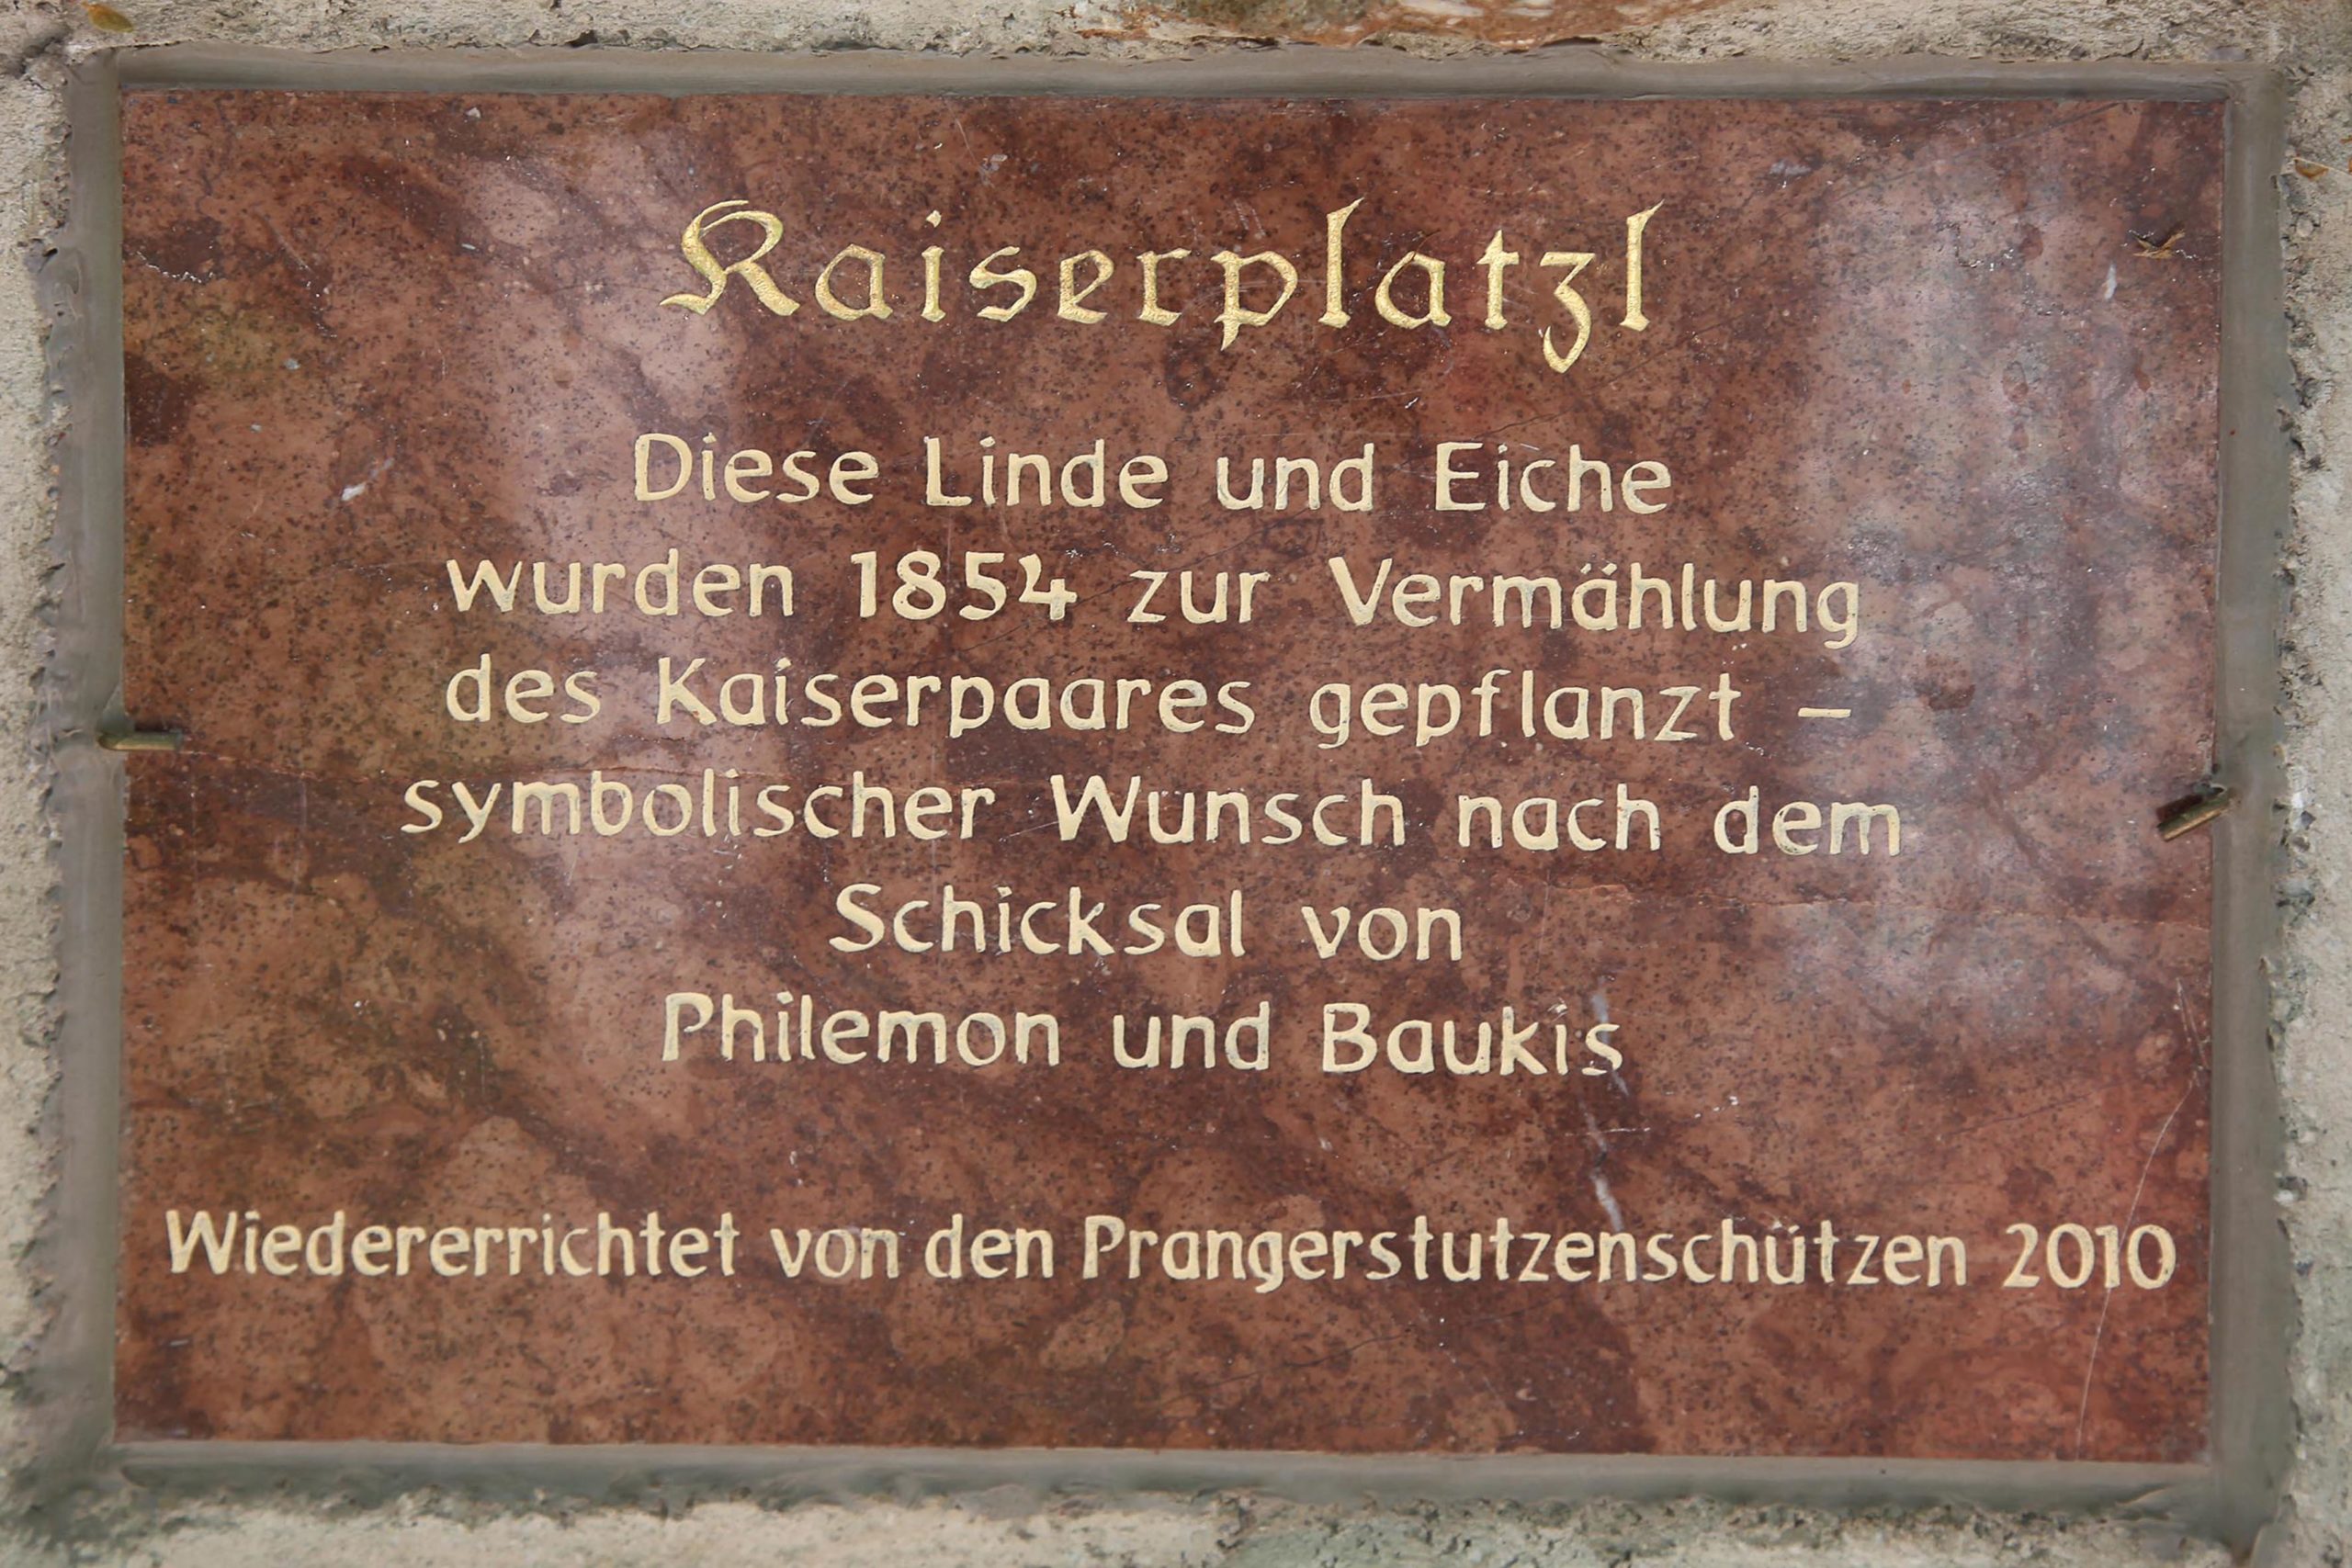 Kaiserplatzl
Diese Linde und Eiche
wurden 1854 zur Vermählung
des Kaiserpaares gepflanzt –
symbolischer Wunsch nach dem
Schicksal von
Philemon und Baukis
Wiedererrichtet von den Prangerstutzenschützen 2010